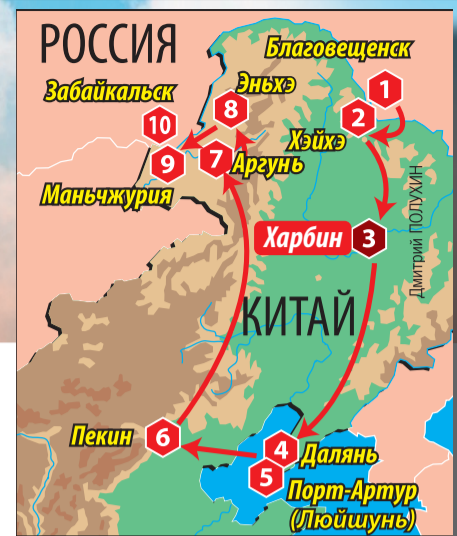 РОССИЯ
Благовещенск
1
Забайкальск
Эньхэ
10
8
2
Хэйхэ
9
7
Аргунь
Маньчжурия
Дмитрий ПОЛУХИН
Харбин
3
КИТАЙ
Пекин
6
4
Далянь
5
Порт-Артур
(Люйшунь)